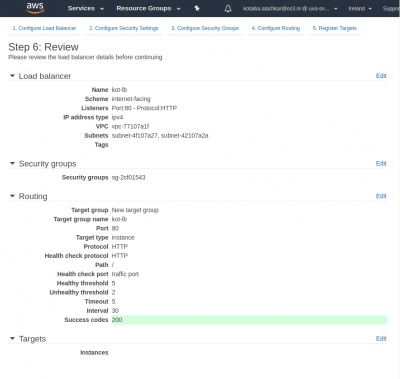 aws
Services
Resource Groups
kotaiba.alachkar@os3.nl @ uva-sn...
Ireland
Support
1. Configure Load Balancer
2. Configure Security Settings
3. Configure Security Groups
4. Configure Routing
5. Register Targets
Step 6: Review
Please review the load balancer details before continuing
Load balancer
Edit
Name kot-lb
Scheme internet-facing
Listeners Port:80 - Protocol:HTTP
IP address type ipv4
VPC vpc-77107a1f
Subnets subnet-4f107a27, subnet-42107a2a
Tags
Security groups
Edit
Security groups sg-2cf01543
Routing
Edit
Target group New target group
Target group name kot-lb
Port 80
Target type instance
Protocol HTTP
Health check protocol HTTP
Path /
Health check port traffic port
Healthy threshold 5
Unhealthy threshold 2
Timeout 5
Interval 30
Success codes 200
Targets
Edit
Instances